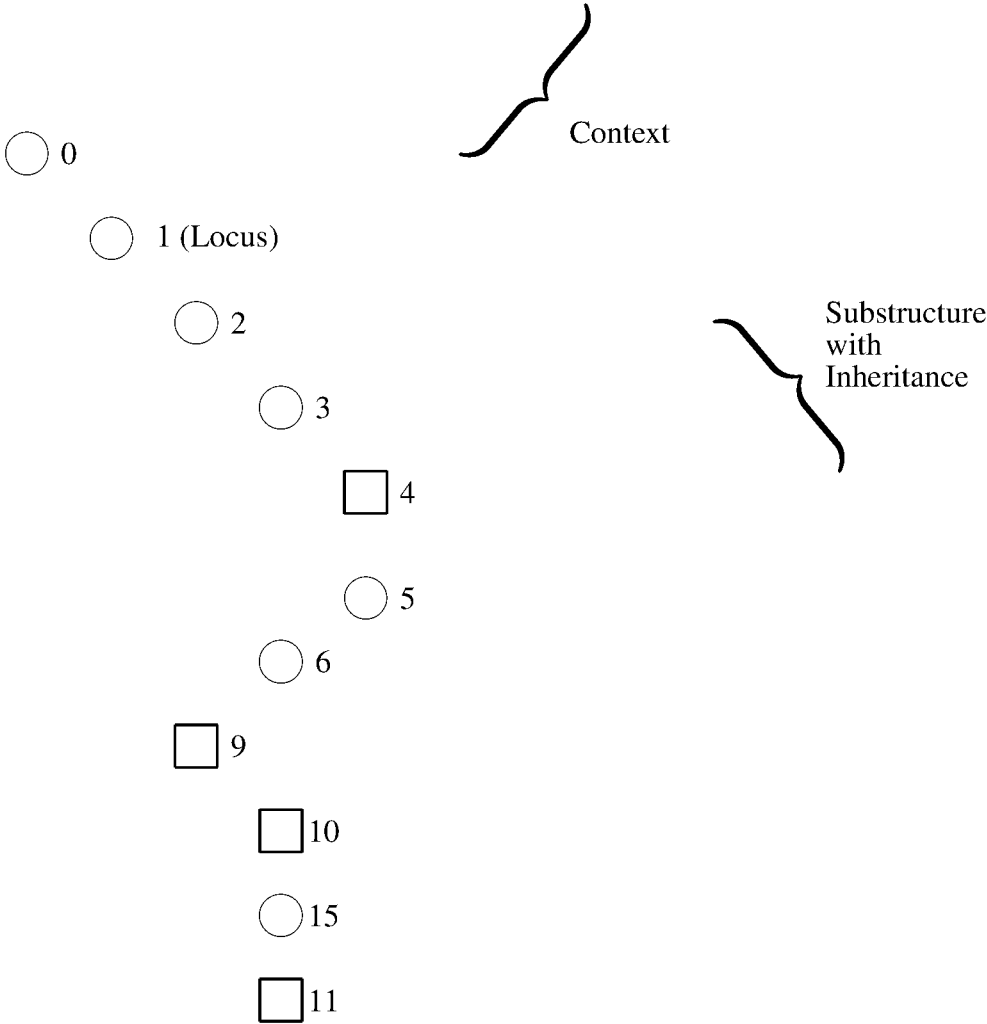 Context
0
1 (Locus)
2
Substructure
with
Inheritance
3
4
5
6
9
10
15
11